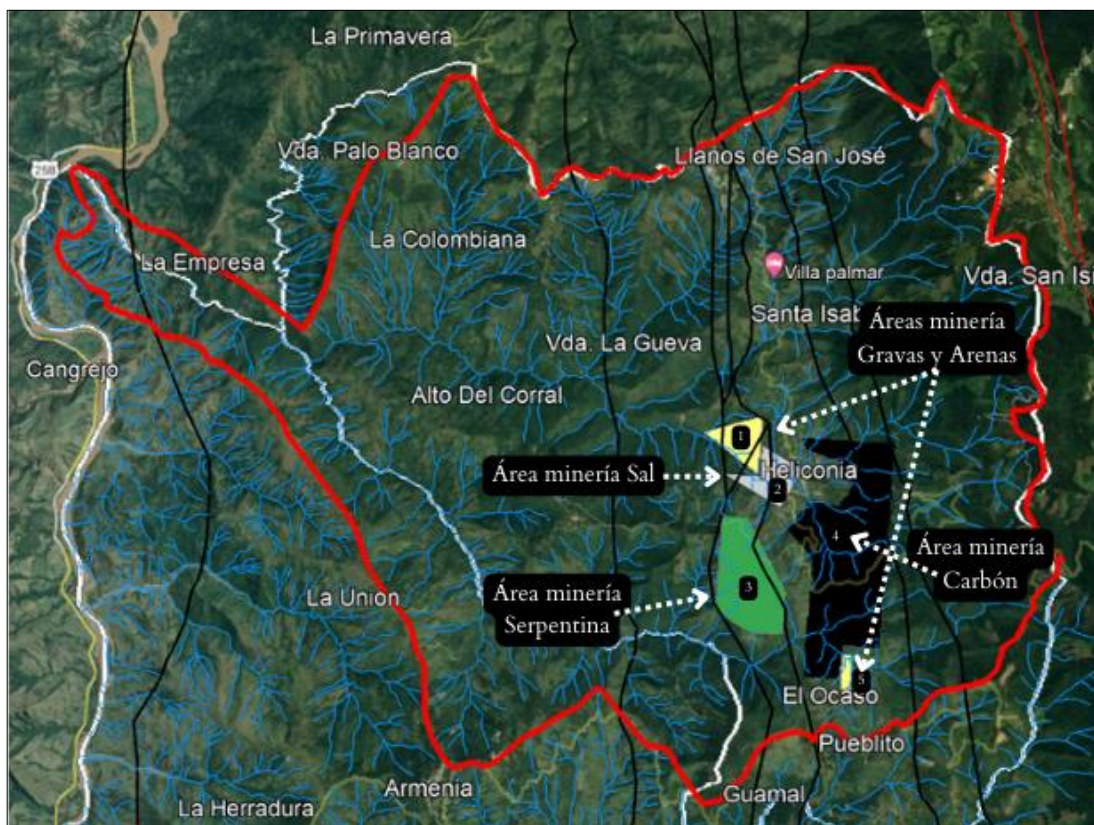 La Primavera
25B
Vda. Palo Blanco
Llanos de San José
La Colombiana
La Empresa
Villa palmar
Vda. San Isi
Santa Isab
Áreas minería
Gravas y Arenas
Vda. La Gueva
Cangrejo
Alto Del Corral
1
Heliconia
Área minería Sal
2
4
Área minería
Carbón
3
La Unión
Área minería
Serpentina
5
El Ocaso
Pueblito
Armenia
Guamal
La Herradura